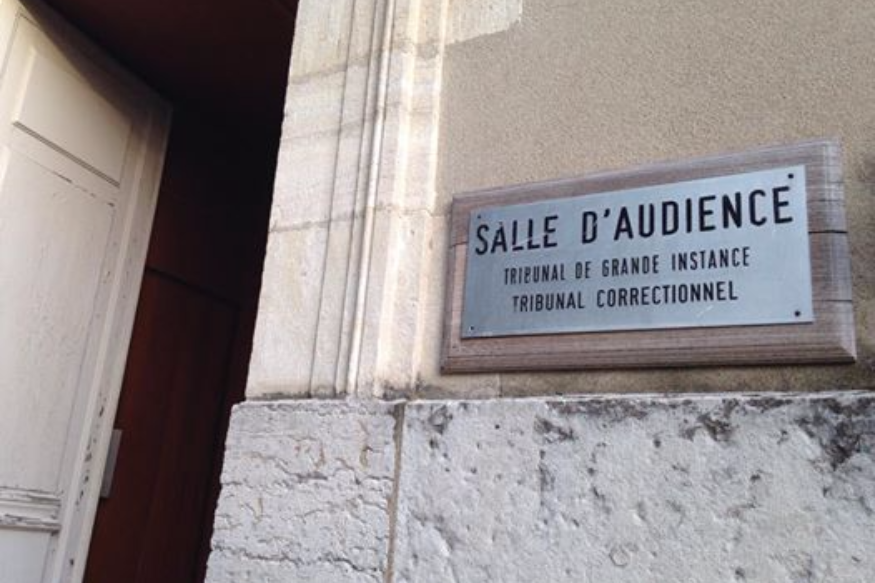 SALLE D'AUDIENCE
TRIBUNAL DE GRANDE INSTANCE
TRIBUNAL CORRECTIONNEL